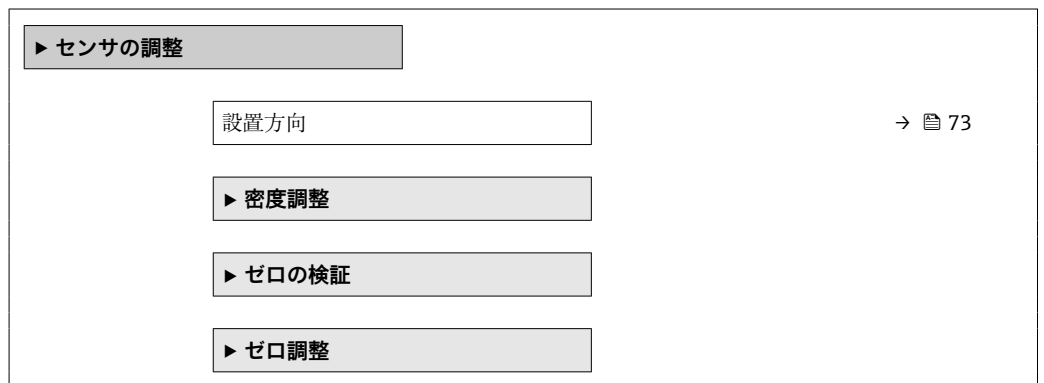 ▶ センサの調整
設置方向 → 🖹 73
▶ 密度調整
▶ ゼロの検証
▶ ゼロ調整